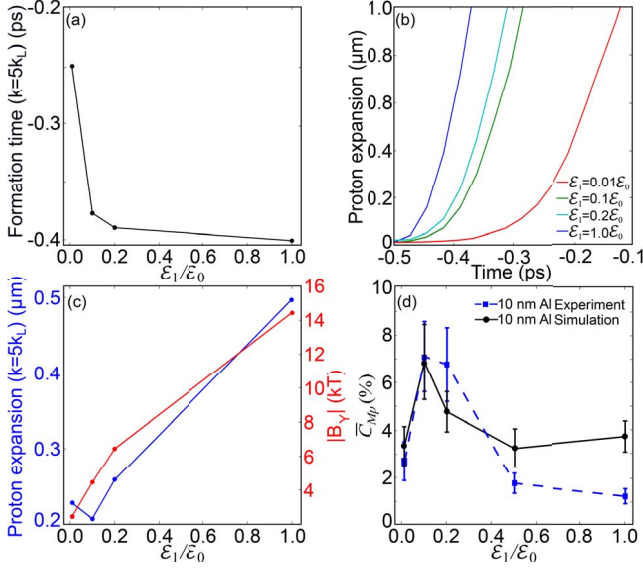 (a)
-0.2
-0.3
-0.4
Formation time (k=5k_L) (ps)
0.0 0.2 0.4 0.6 0.8 1.0
ℰ₁/ℰ₀
(b)
1.0
0.8
0.6
0.4
0.2
Proton expansion (μm)
ℰ₁=0.01ℰ₀
ℰ₁=0.1ℰ₀
ℰ₁=0.2ℰ₀
ℰ₁=1.0ℰ₀
-0.5 -0.4 -0.3 -0.2 -0.1
Time (ps)
(c)
0.5
0.4
0.3
0.2
Proton expansion (k=5k_L) (μm)
16
14
12
10
8
6
4
|B_Y| (kT)
0.0 0.2 0.4 0.6 0.8 1.0
ℰ₁/ℰ₀
(d)
10 nm Al Experiment
10 nm Al Simulation
10
8
6
4
2
0
C̅_Mp (%)
0.0 0.2 0.4 0.6 0.8 1.0
ℰ₁/ℰ₀